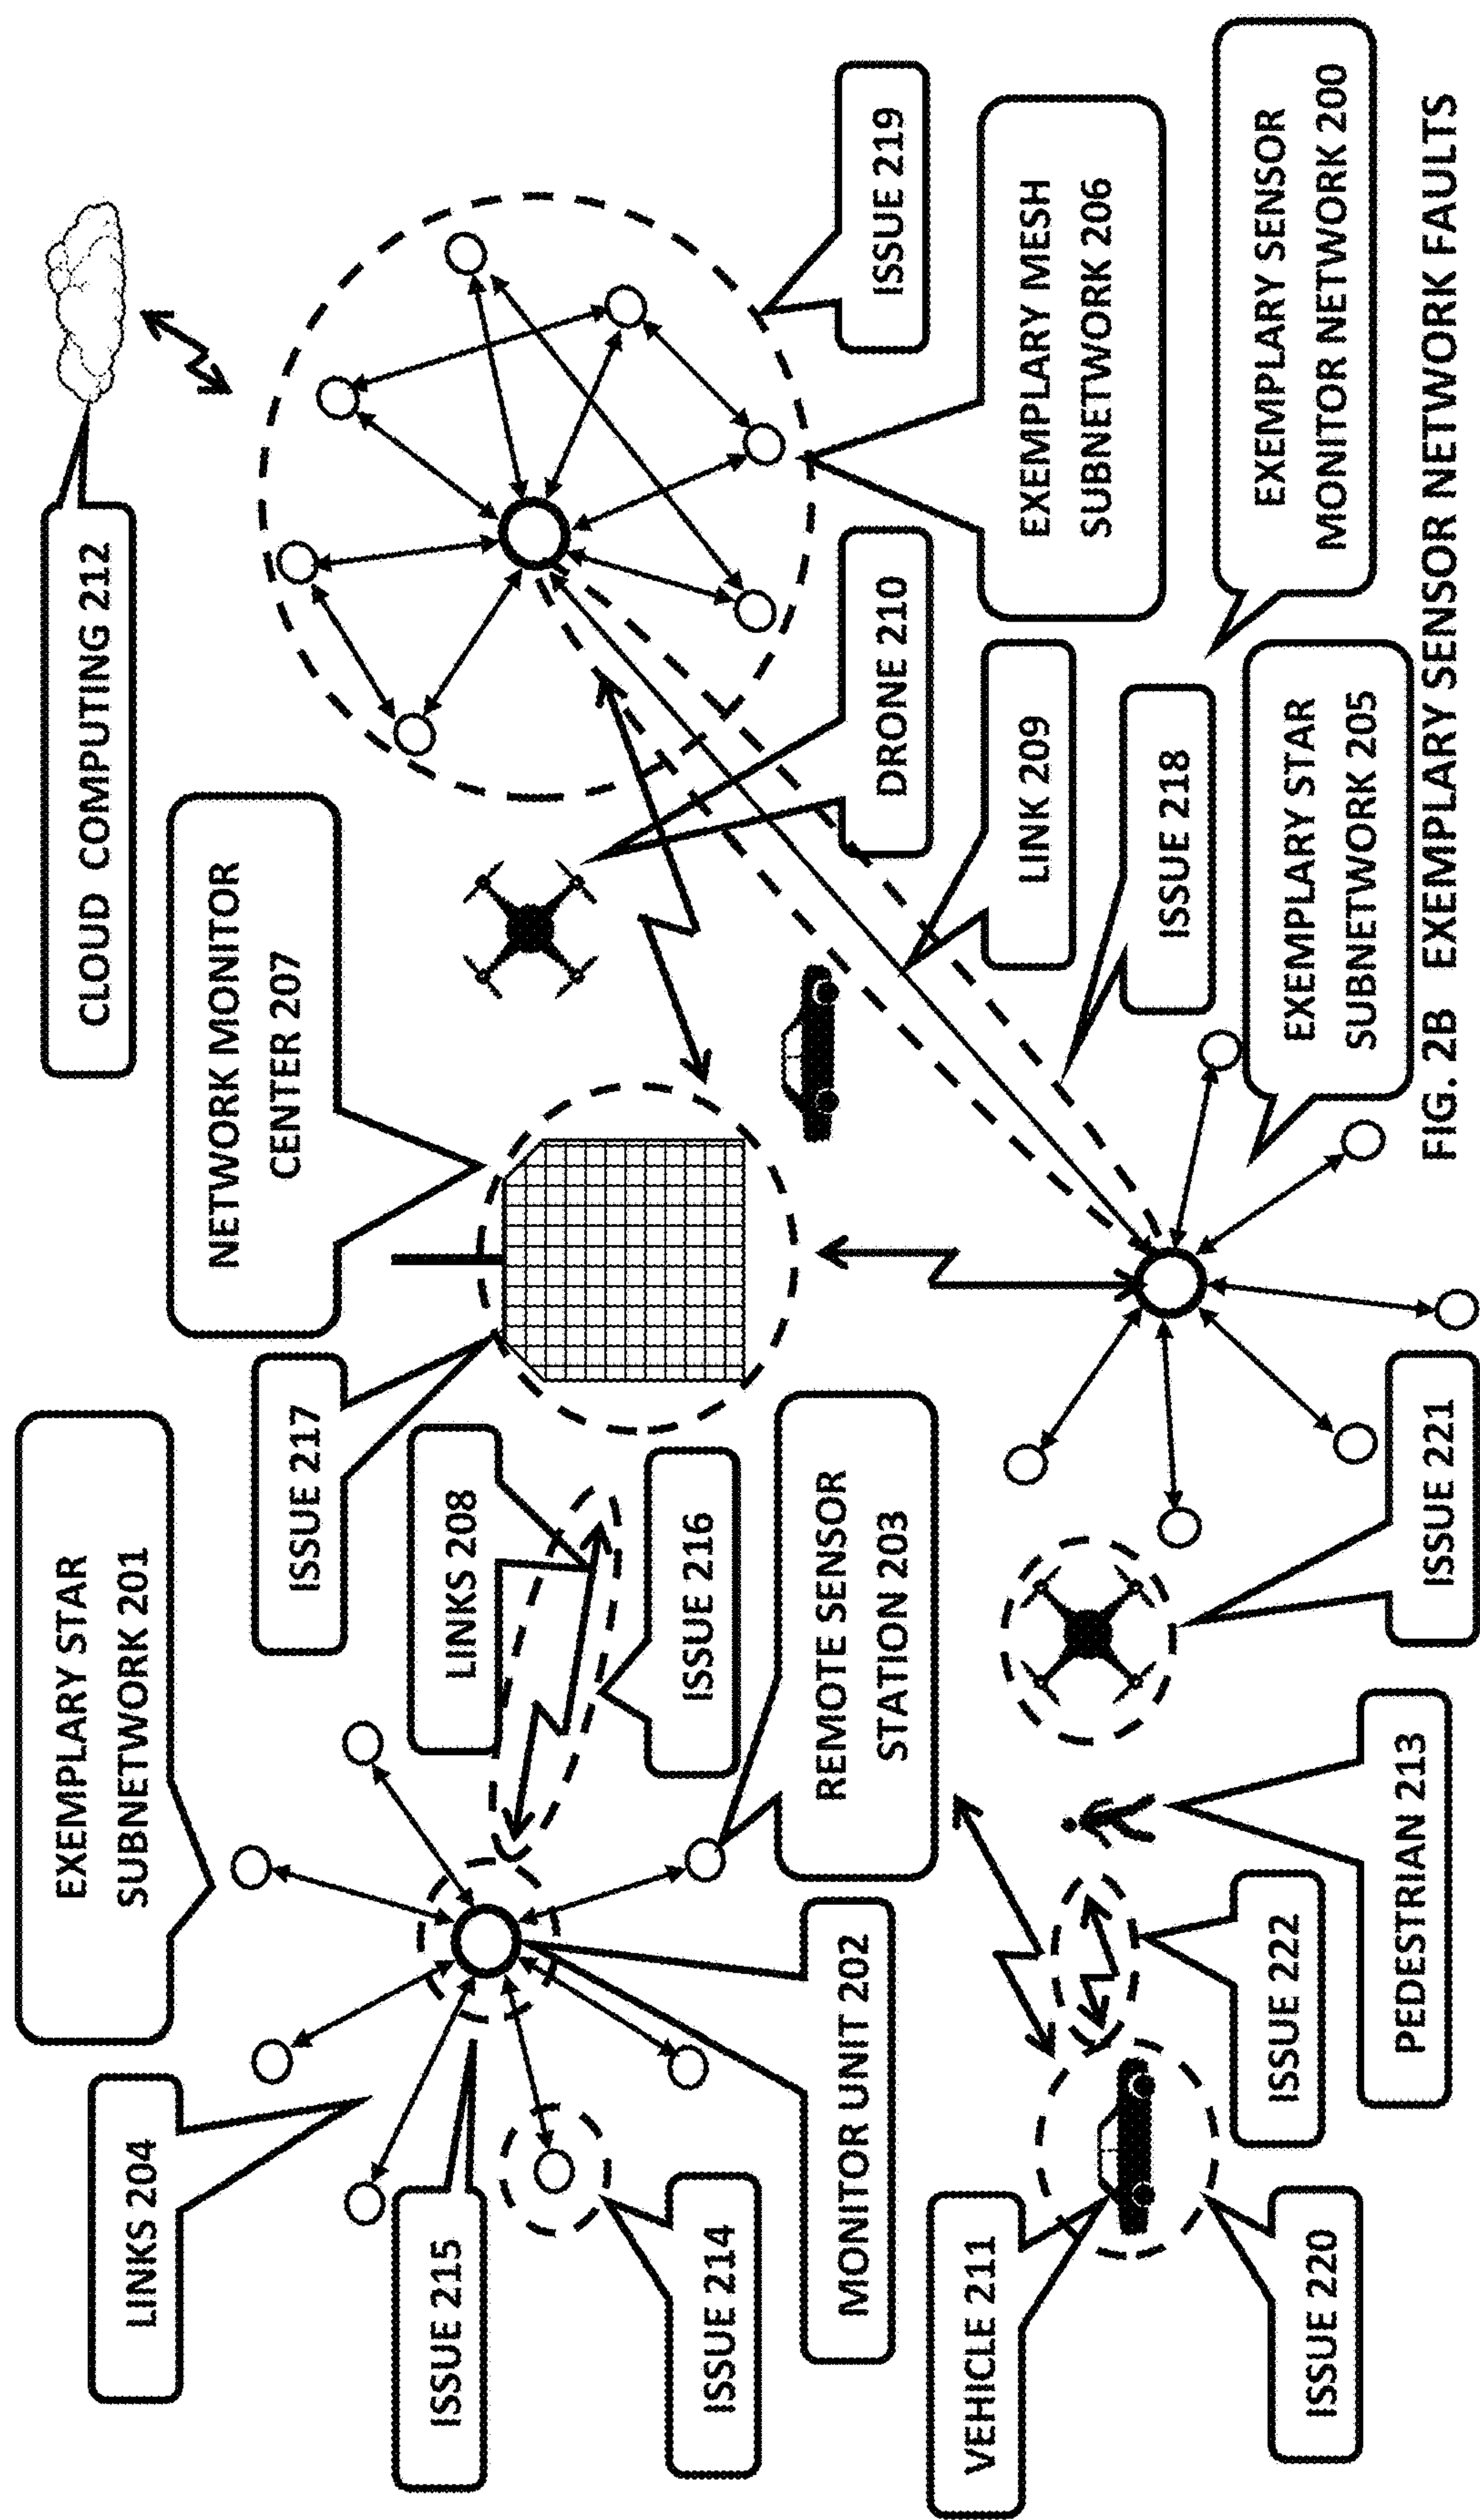 EXEMPLARY STAR
SUBNETWORK 201
LINKS 204
ISSUE 217
NETWORK MONITOR
CENTER 207
CLOUD COMPUTING 212
ISSUE 215
LINKS 208
ISSUE 214
ISSUE 216
MONITOR UNIT 202
REMOTE SENSOR
STATION 203
DRONE 210
ISSUE 219
VEHICLE 211
LINK 209
EXEMPLARY MESH
SUBNETWORK 206
ISSUE 218
ISSUE 220
ISSUE 222
PEDESTRIAN 213
ISSUE 221
EXEMPLARY STAR
SUBNETWORK 205
EXEMPLARY SENSOR
MONITOR NETWORK 200
FIG. 2B EXEMPLARY SENSOR NETWORK FAULTS